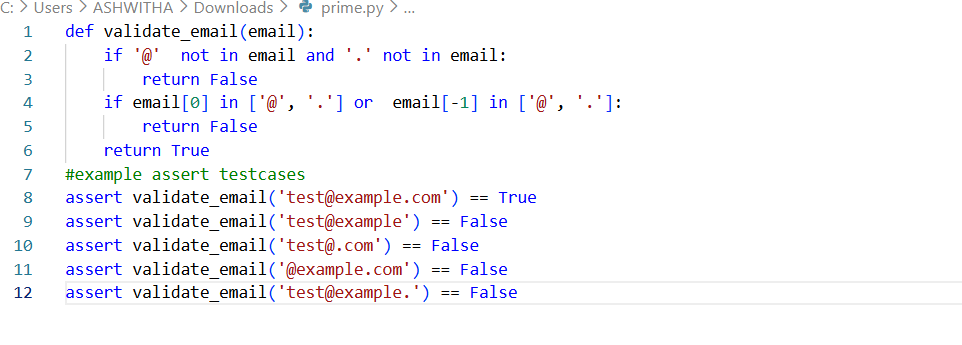 C: > Users > ASHWITHA > Downloads > prime.py > ...
1 def validate_email(email):
2     if '@'  not in email and '.' not in email:
3         return False
4     if email[0] in ['@', '.'] or  email[-1] in ['@', '.']:
5         return False
6     return True
7 #example assert testcases
8 assert validate_email('test@example.com') == True
9 assert validate_email('test@example') == False
10 assert validate_email('test@.com') == False
11 assert validate_email('@example.com') == False
12 assert validate_email('test@example.') == False